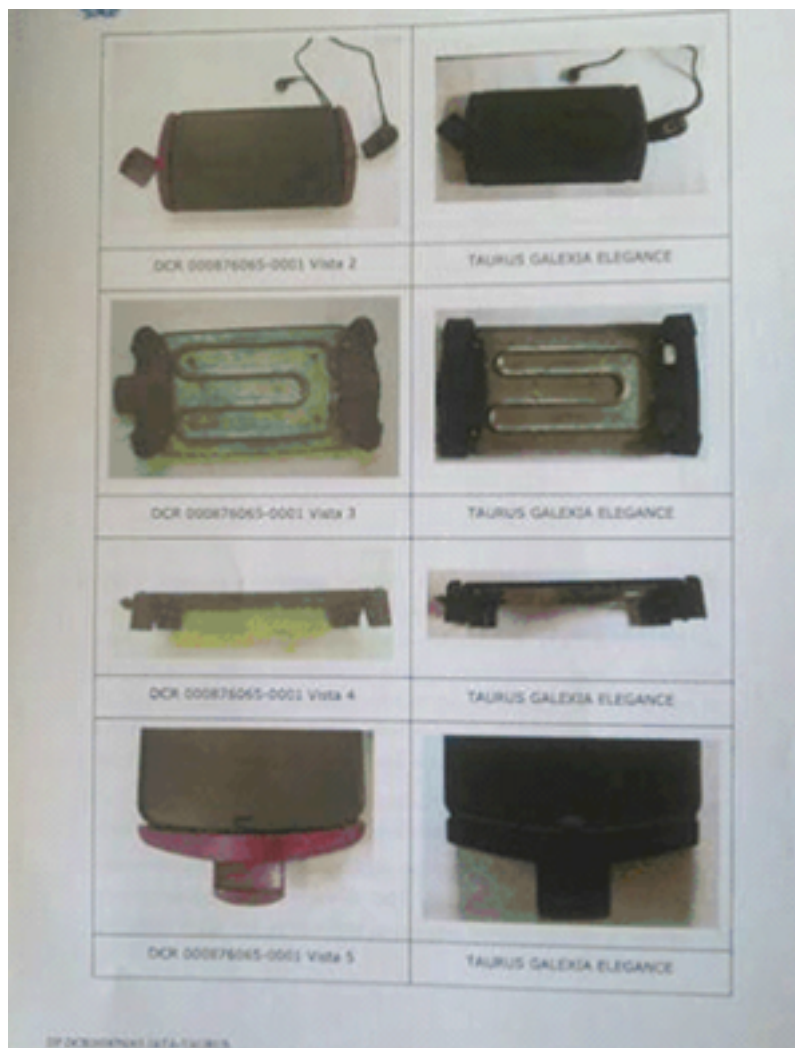 DCR 000876065-0001 Vista 2
TAURUS GALEXIA ELEGANCE
DCR 000876065-0001 Vista 3
TAURUS GALEXIA ELEGANCE
DCR 000876065-0001 Vista 4
TAURUS GALEXIA ELEGANCE
DCR 000876065-0001 Vista 5
TAURUS GALEXIA ELEGANCE